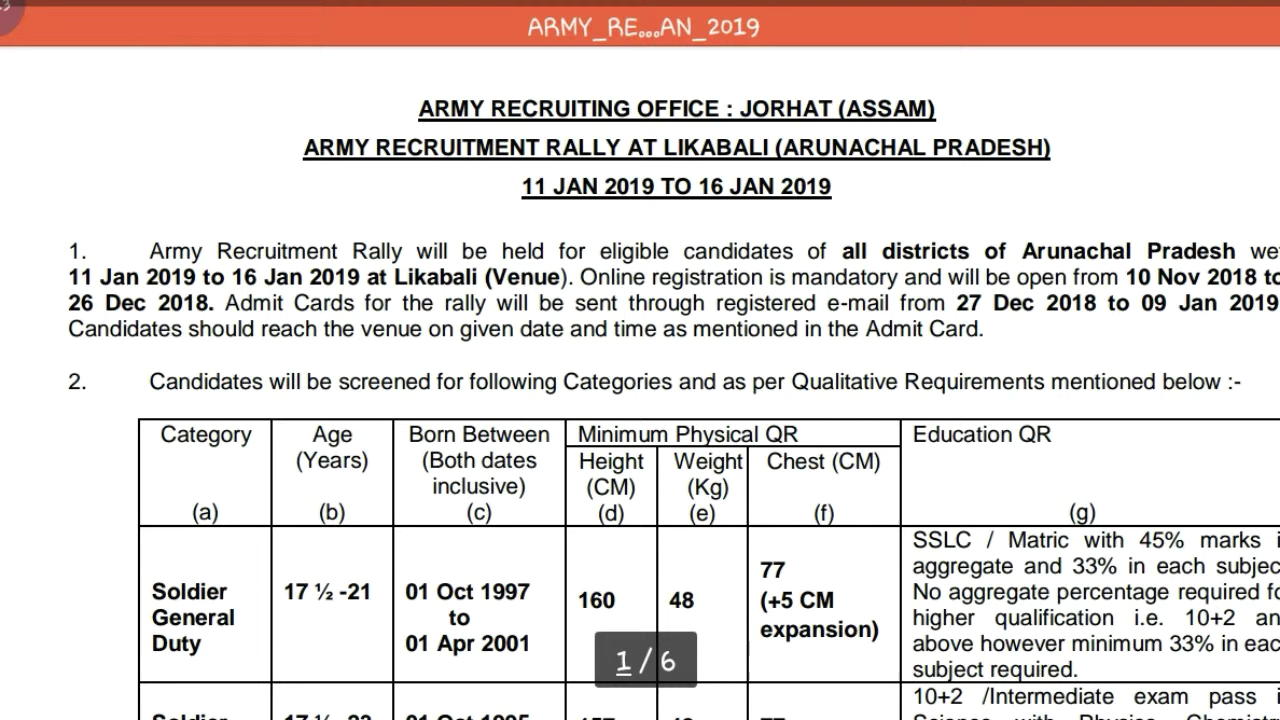 ARMY_RE...AN_2019
ARMY RECRUITING OFFICE : JORHAT (ASSAM)
ARMY RECRUITMENT RALLY AT LIKABALI (ARUNACHAL PRADESH)
11 JAN 2019 TO 16 JAN 2019
1. Army Recruitment Rally will be held for eligible candidates of all districts of Arunachal Pradesh
11 Jan 2019 to 16 Jan 2019 at Likabali (Venue). Online registration is mandatory and will be open from 10 Nov 2018
26 Dec 2018. Admit Cards for the rally will be sent through registered e-mail from 27 Dec 2018 to 09 Jan 2019
Candidates should reach the venue on given date and time as mentioned in the Admit Card.
2. Candidates will be screened for following Categories and as per Qualitative Requirements mentioned below :-
Category
(a)
Age
(Years)
(b)
Born Between
(Both dates
inclusive)
(c)
Minimum Physical QR
Height
(CM)
(d)
Weight
(Kg)
(e)
Chest (CM)
(f)
Education QR
(g)
Soldier
General
Duty
17 ½ -21
01 Oct 1997
to
01 Apr 2001
160
48
77
(+5 CM
expansion)
SSLC / Matric with 45% marks
aggregate and 33% in each
No aggregate percentage required
higher qualification i.e. 10+2
above however minimum 33% in
subject required.
10+2 /Intermediate exam pass
1/6